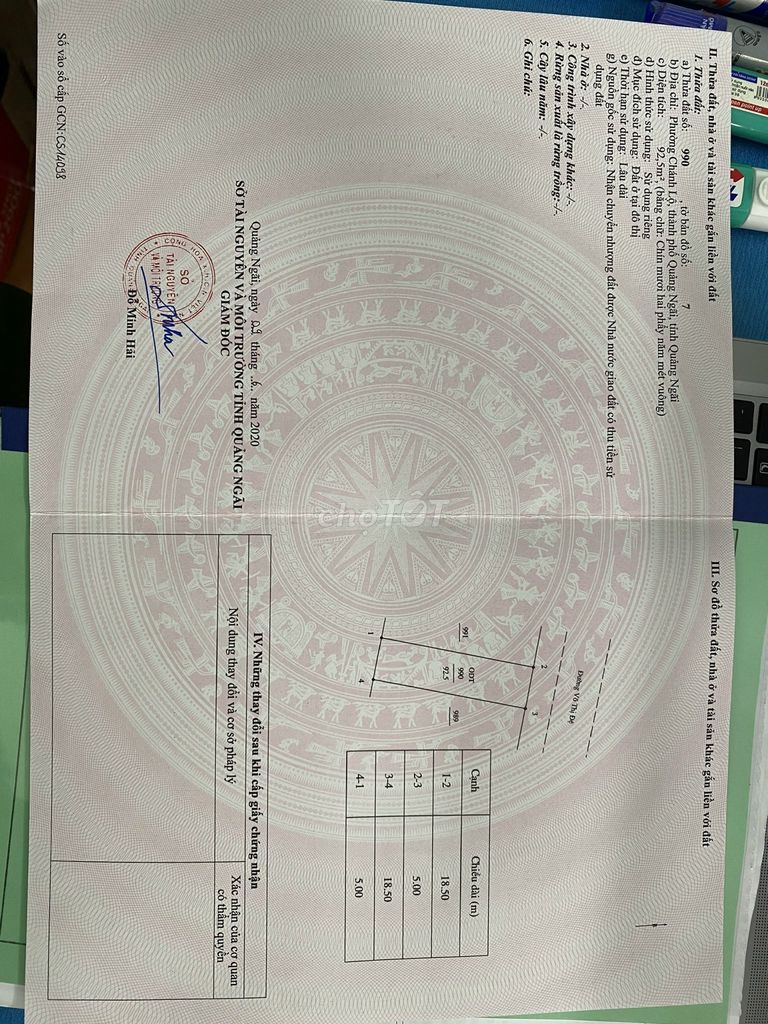 II. Thửa đất, nhà ở và tài sản khác gắn liền với đất
1. Thửa đất:
a) Thửa đất số: 990 , tờ bản đồ số: 7
b) Địa chỉ: Phường Chánh Lộ, thành phố Quảng Ngãi, tỉnh Quảng Ngãi
c) Diện tích: 92,5m², (bằng chữ: Chín mươi hai phẩy năm mét vuông)
d) Hình thức sử dụng: Sử dụng riêng
đ) Mục đích sử dụng: Đất ở tại đô thị
e) Thời hạn sử dụng: Lâu dài
g) Nguồn gốc sử dụng: Nhận chuyển nhượng đất được Nhà nước giao đất có thu tiền sử
dụng đất
2. Nhà ở: -/-.
3. Công trình xây dựng khác: -/-.
4. Rừng sản xuất là rừng trồng:-/-.
5. Cây lâu năm: -/-.
6. Ghi chú:
Quảng Ngãi, ngày 29 tháng 6 năm 2020
SỞ TÀI NGUYÊN VÀ MÔI TRƯỜNG TỈNH QUẢNG NGÃI
GIÁM ĐỐC
SỞ
TÀI NGUYÊN
VÀ MÔI TRƯỜNG
Đỗ Minh Hải
Số vào sổ cấp GCN:CS14098
III. Sơ đồ thửa đất, nhà ở và tài sản khác gắn liền với đất
Đường Võ Thị Đệ
2
3
991
ODT
990
92.5
989
1
4
Cạnh Chiều dài (m)
1-2 18.50
2-3 5.00
3-4 18.50
4-1 5.00
IV. Những thay đổi sau khi cấp giấy chứng nhận
Nội dung thay đổi và cơ sở pháp lý
Xác nhận của cơ quan
có thẩm quyền
choTOT